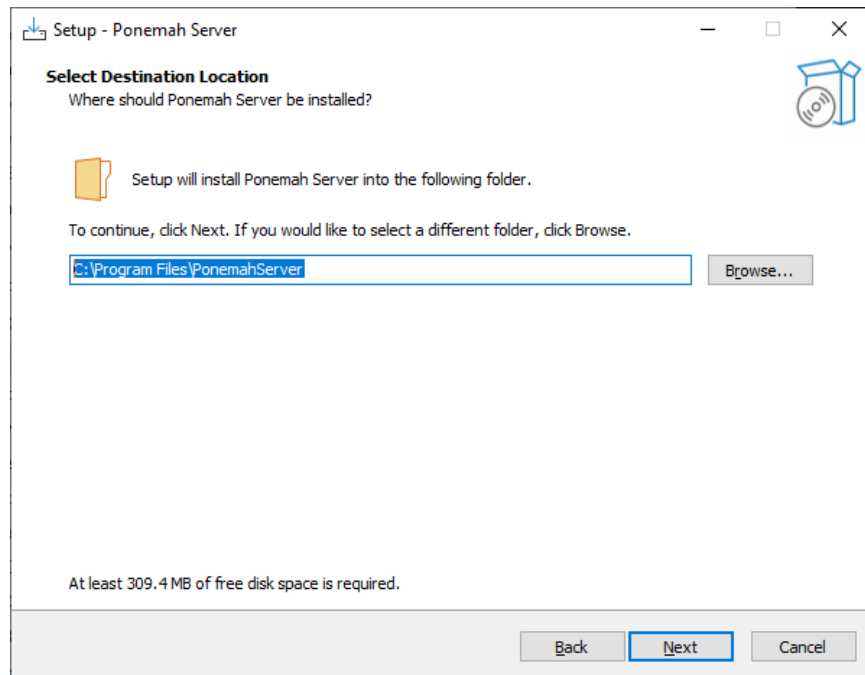 Setup - Ponemah Server
Select Destination Location
Where should Ponemah Server be installed?
Setup will install Ponemah Server into the following folder.
To continue, click Next. If you would like to select a different folder, click Browse.
C:\Program Files\PonemahServer
Browse...
At least 309.4 MB of free disk space is required.
Back
Next
Cancel